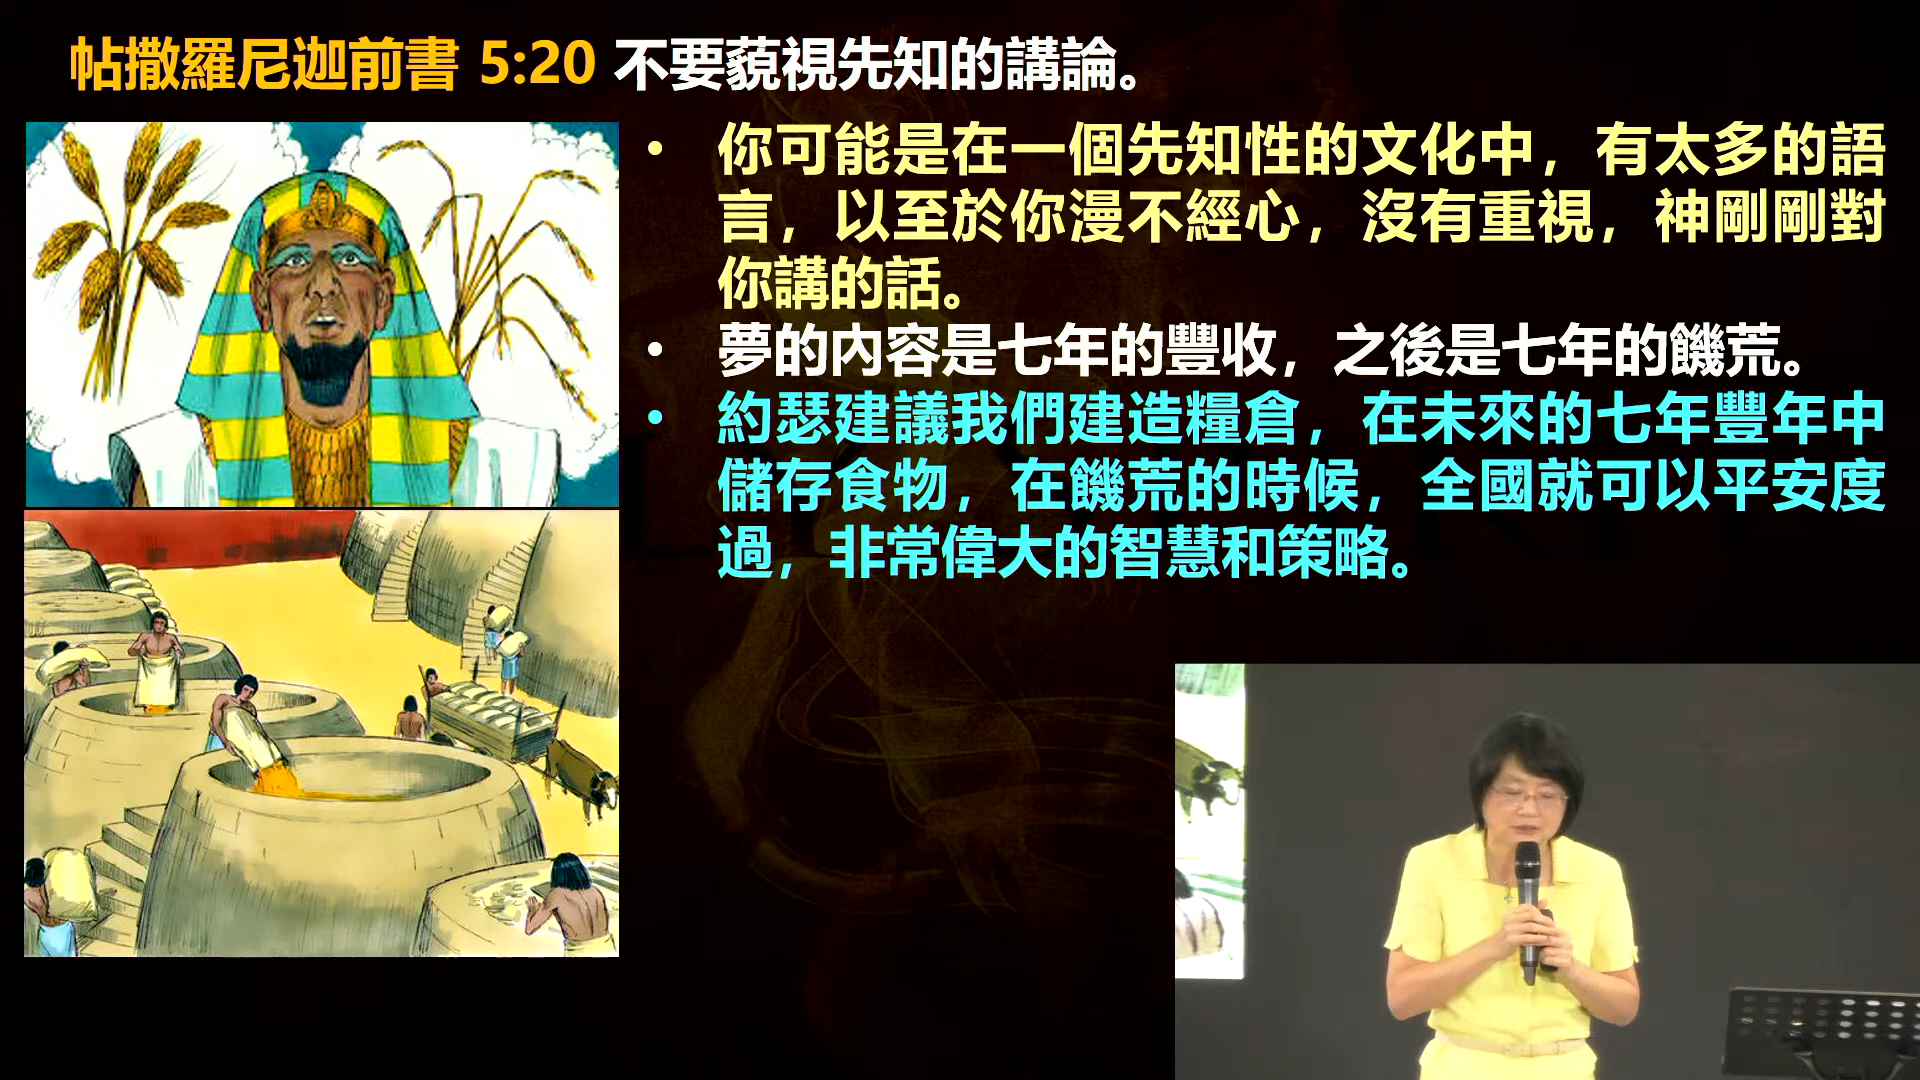 帖撒羅尼迦前書 5:20 不要藐視先知的講論。
• 你可能是在一個先知性的文化中，有太多的語
言，以至於你漫不經心，沒有重視，神剛剛對
你講的話。
• 夢的內容是七年的豐收，之後是七年的饑荒。
• 約瑟建議我們建造糧倉，在未來的七年豐年中
儲存食物，在饑荒的時候，全國就可以平安度
過，非常偉大的智慧和策略。